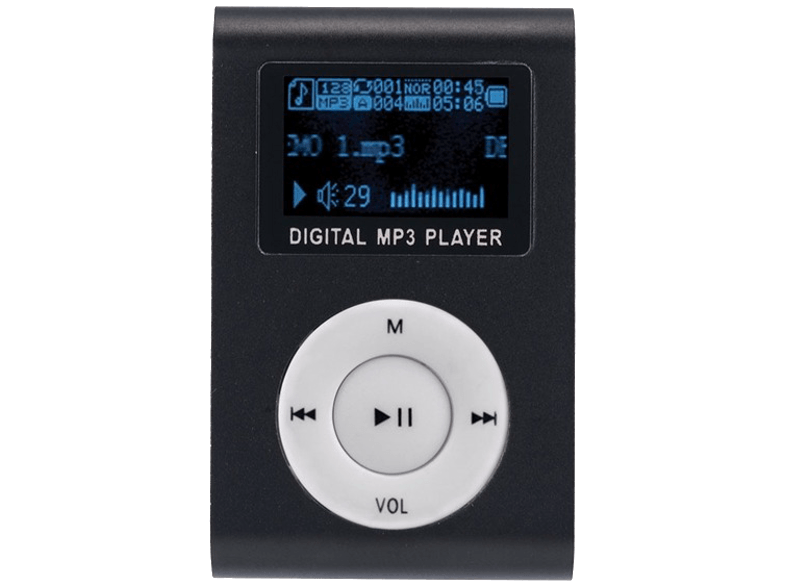 128 001 NOR 00:45
MP3 A 004 05:06
MO 1.mp3 DE
29
DIGITAL MP3 PLAYER
M
VOL